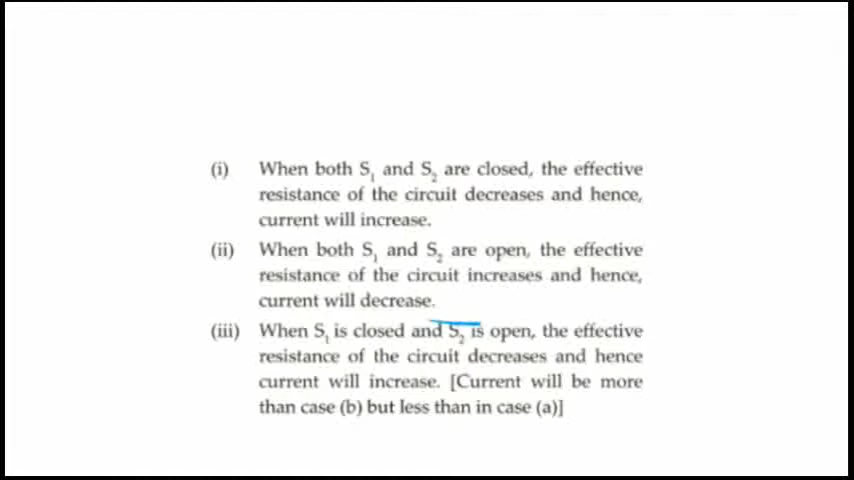 (i) When both S₁ and S₂ are closed, the effective
resistance of the circuit decreases and hence,
current will increase.
(ii) When both S₁ and S₂ are open, the effective
resistance of the circuit increases and hence,
current will decrease.
(iii) When S₁ is closed and S₂ is open, the effective
resistance of the circuit decreases and hence
current will increase. [Current will be more
than case (b) but less than in case (a)]